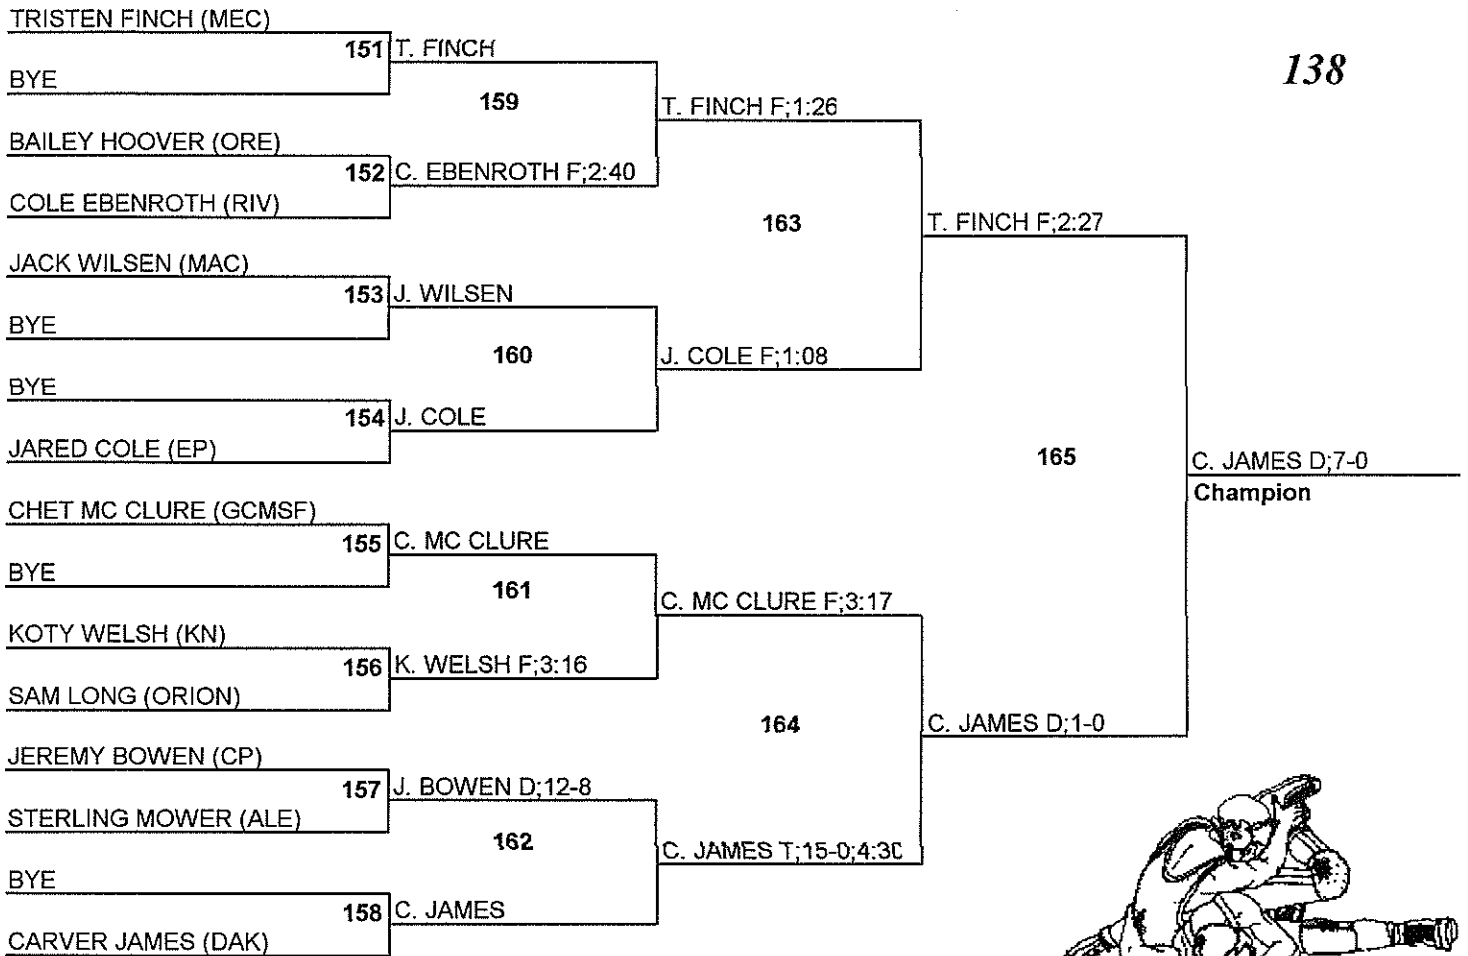 TRISTEN FINCH (MEC)
151 T. FINCH
BYE
138
159
T. FINCH F;1:26
BAILEY HOOVER (ORE)
152 C. EBENROTH F;2:40
COLE EBENROTH (RIV)
163
T. FINCH F;2:27
JACK WILSEN (MAC)
153 J. WILSEN
BYE
160
J. COLE F;1:08
BYE
154 J. COLE
JARED COLE (EP)
165
C. JAMES D;7-0
Champion
CHET MC CLURE (GCMSF)
155 C. MC CLURE
BYE
161
C. MC CLURE F;3:17
KOTY WELSH (KN)
156 K. WELSH F;3:16
SAM LONG (ORION)
164
C. JAMES D;1-0
JEREMY BOWEN (CP)
157 J. BOWEN D;12-8
STERLING MOWER (ALE)
162
C. JAMES T;15-0;4:30
BYE
158 C. JAMES
CARVER JAMES (DAK)